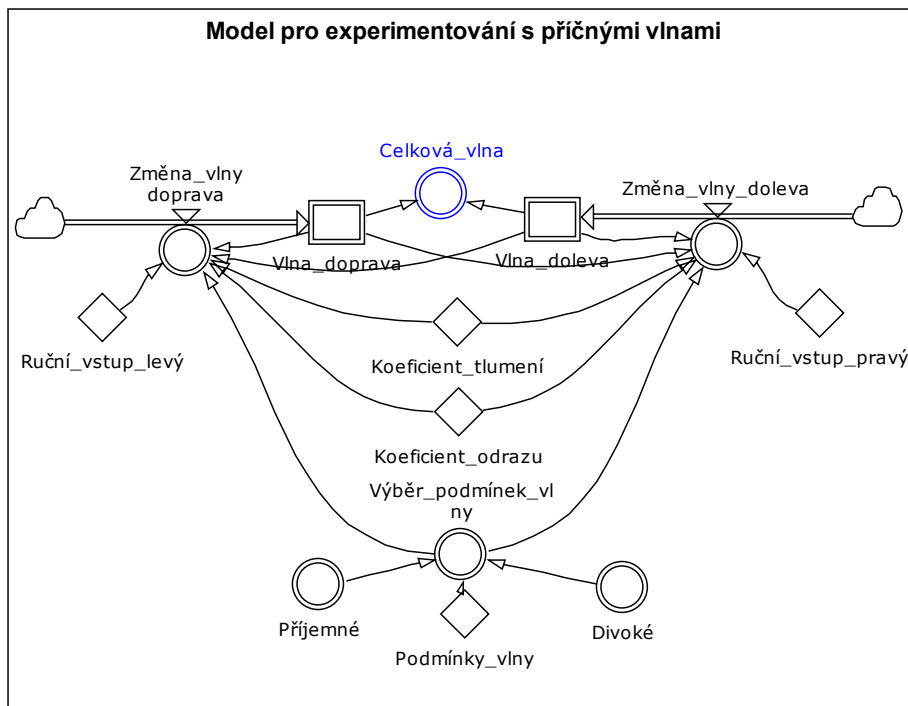 Model pro experimentování s příčnými vlnami
Celková_vlna
Změna_vlny
doprava
Změna_vlny_doleva
Vlna_doprava
Vlna_doleva
Ruční_vstup_levý
Koeficient_tlumení
Ruční_vstup_pravý
Koeficient_odrazu
Výběr_podmínek_vl
ny
Příjemné
Divoké
Podmínky_vlny